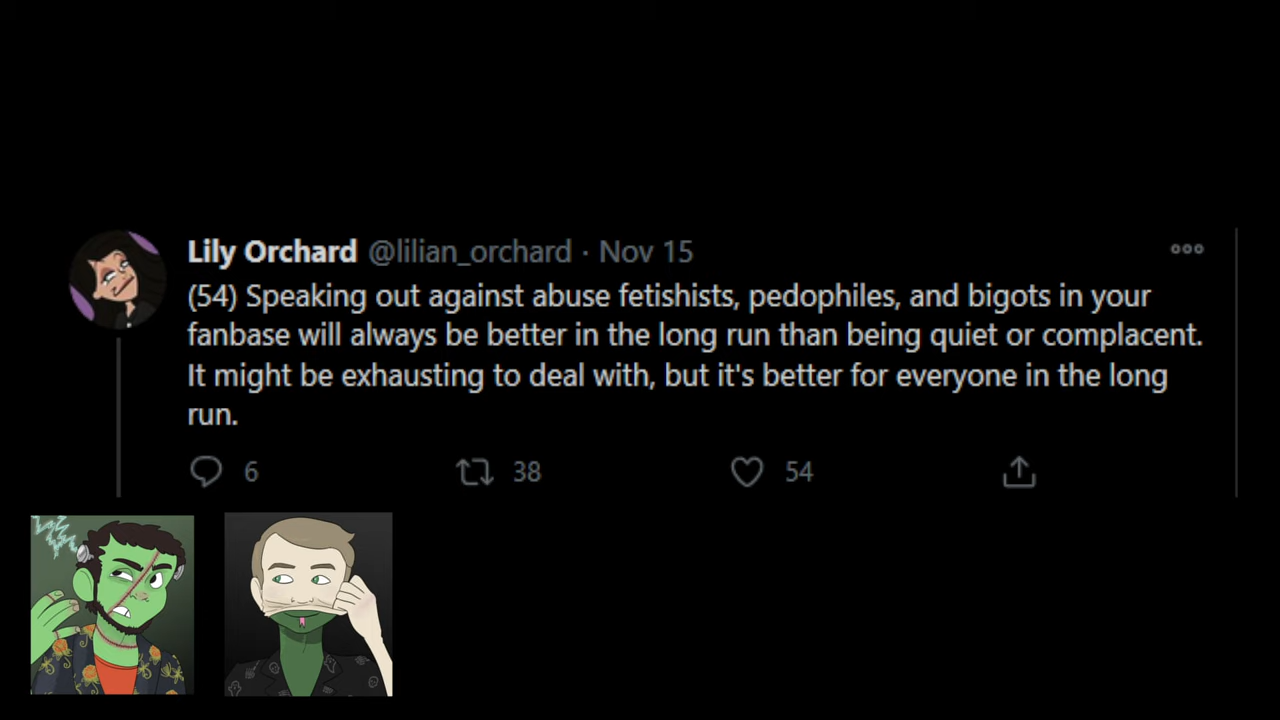 Lily Orchard @lilian_orchard · Nov 15
(54) Speaking out against abuse fetishists, pedophiles, and bigots in your
fanbase will always be better in the long run than being quiet or complacent.
It might be exhausting to deal with, but it's better for everyone in the long
run.
6 38 54